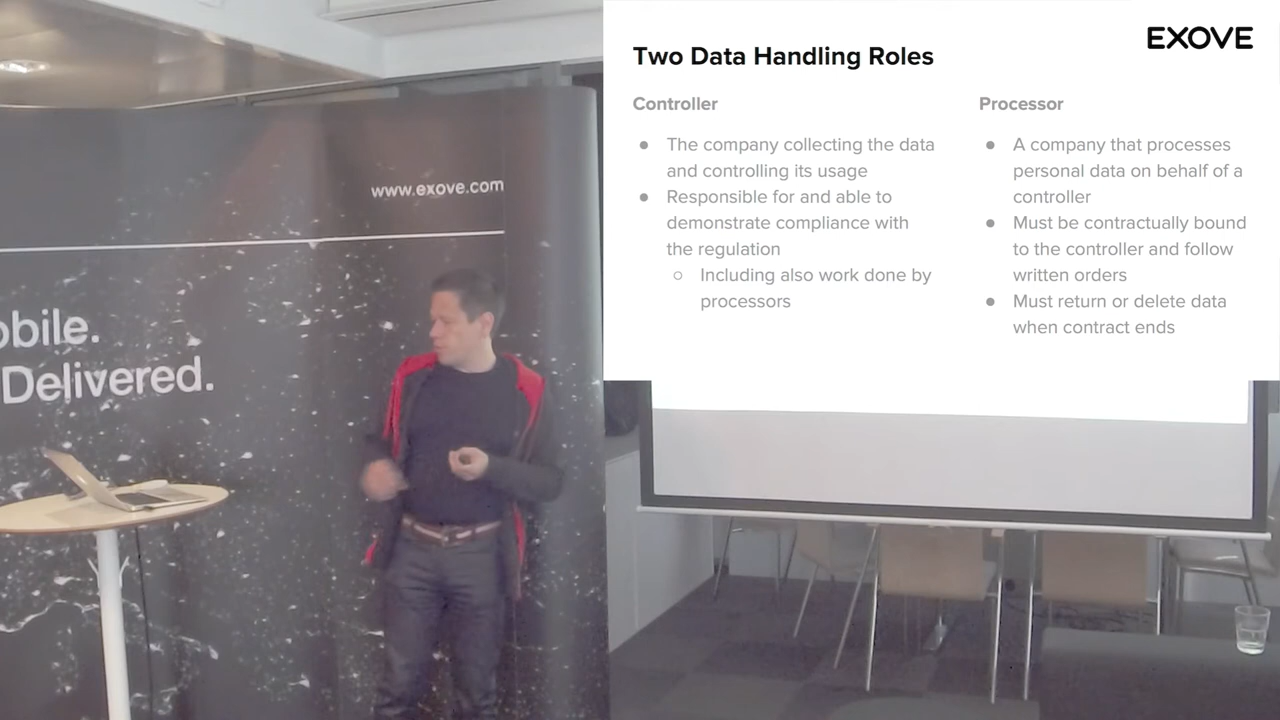 www.exove.com
obile.
Delivered.
EXOVE
Two Data Handling Roles
Controller
● The company collecting the data
and controlling its usage
● Responsible for and able to
demonstrate compliance with
the regulation
○ Including also work done by
processors
Processor
● A company that processes
personal data on behalf of a
controller
● Must be contractually bound
to the controller and follow
written orders
● Must return or delete data
when contract ends